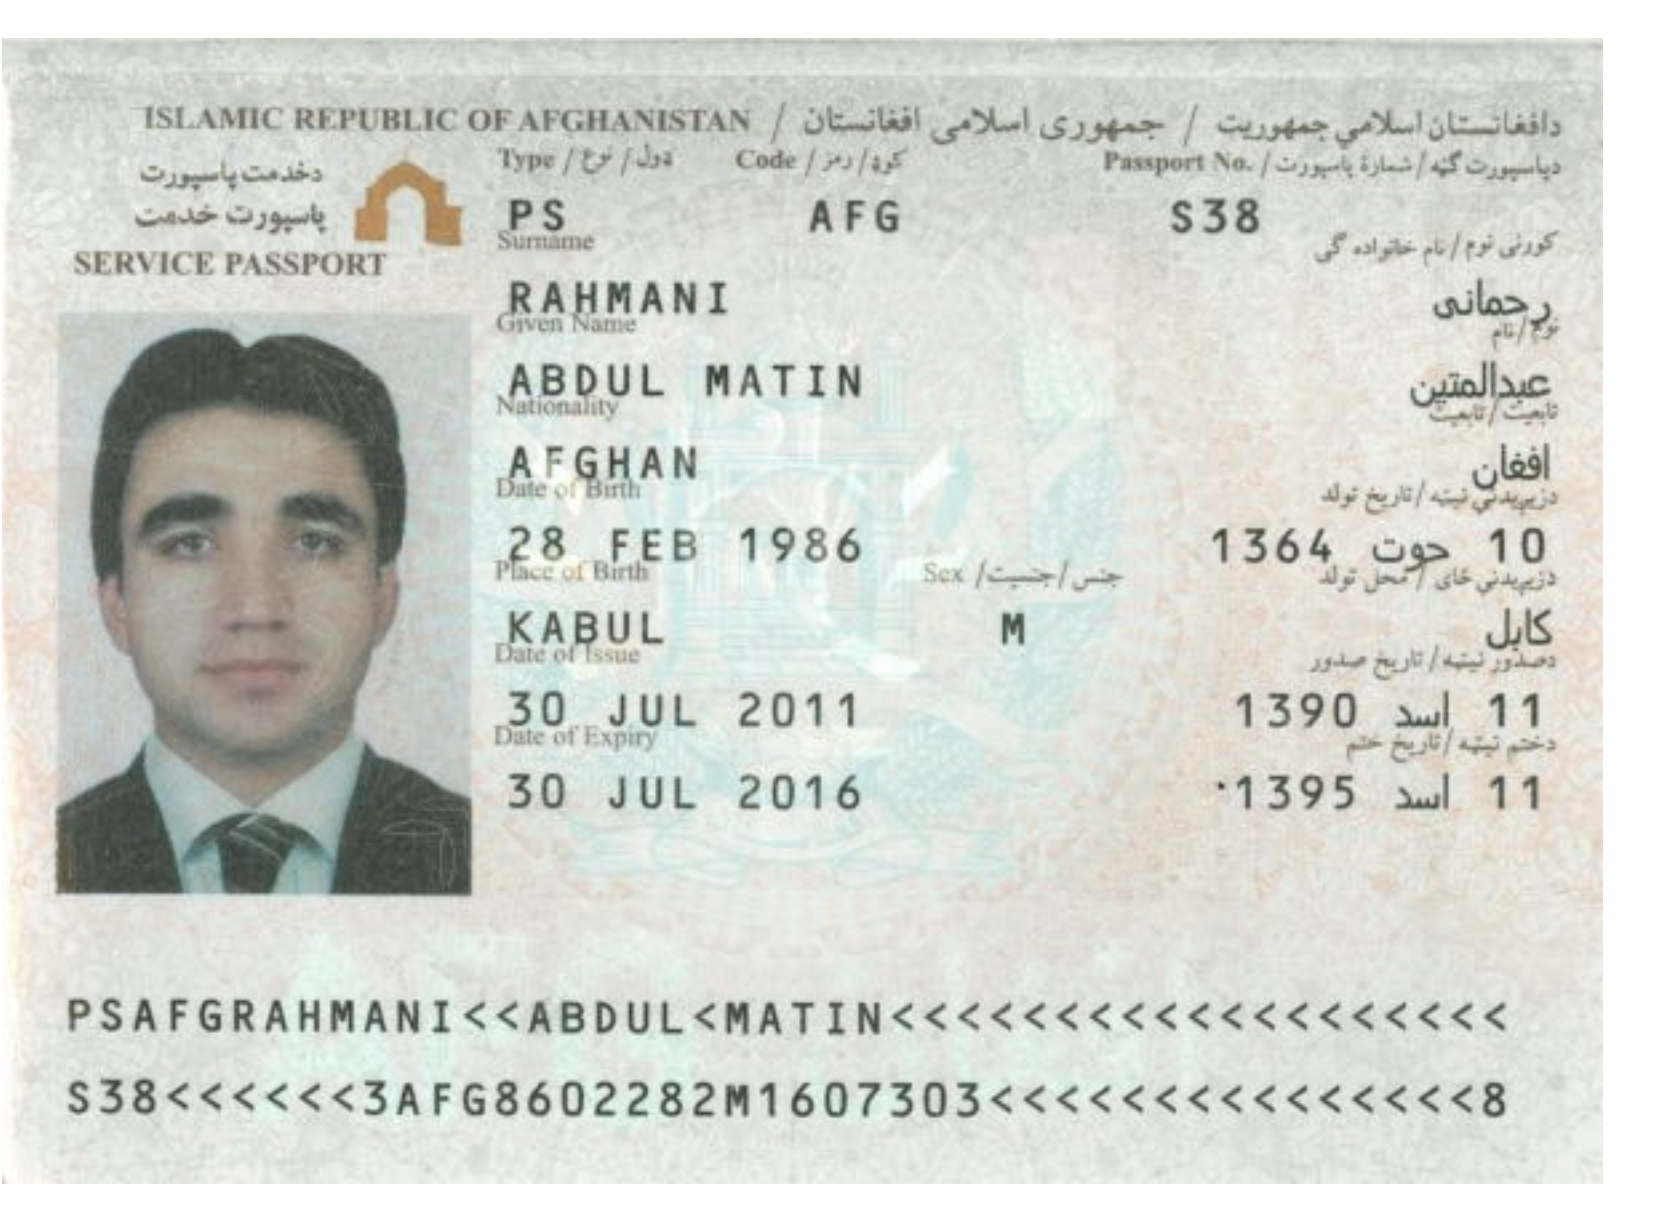 ISLAMIC REPUBLIC OF AFGHANISTAN / جمهوری اسلامی افغانستان / دافغانستان اسلامي جمهوریت
دخدمت پاسپورت
پاسپورت خدمت
SERVICE PASSPORT
Type / نوع / ډول Code / رمز / کوډ Passport No. / شمارۀ پاسپورت / دپاسپورت گڼه
PS AFG S38
Surname کورنی نوم / نام خانواده گی
RAHMANI رحمانی
Given Name نوم / نام
ABDUL MATIN عبدالمتین
Nationality تابعیت / تابعیت
AFGHAN افغان
Date of Birth دزیږیدني نیټه / تاریخ تولد
28 FEB 1986 10 حوت 1364
Place of Birth Sex / جنسیت / جنس دزیږیدني ځای / محل تولد
KABUL M کابل
Date of Issue دصدور نیټه / تاریخ صدور
30 JUL 2011 11 اسد 1390
Date of Expiry دختم نیټه / تاریخ ختم
30 JUL 2016 11 اسد 1395
PSAFGRAHMANI<<ABDUL<MATIN<<<<<<<<<<<<<<<<<<<
S38<<<<<<3AFG8602282M1607303<<<<<<<<<<<<<<<8